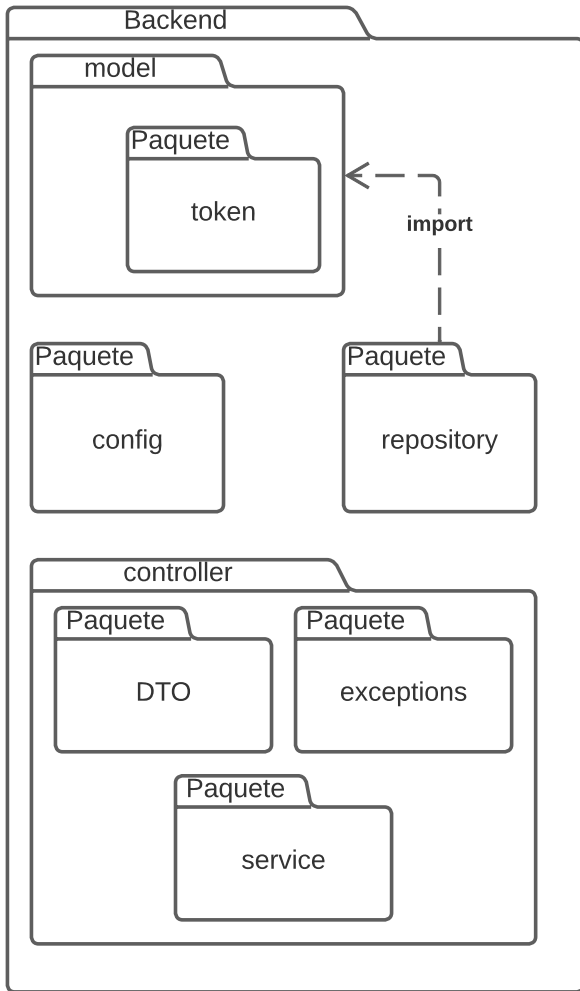 Backend
model
Paquete
token
import
Paquete
config
Paquete
repository
controller
Paquete
DTO
Paquete
exceptions
Paquete
service